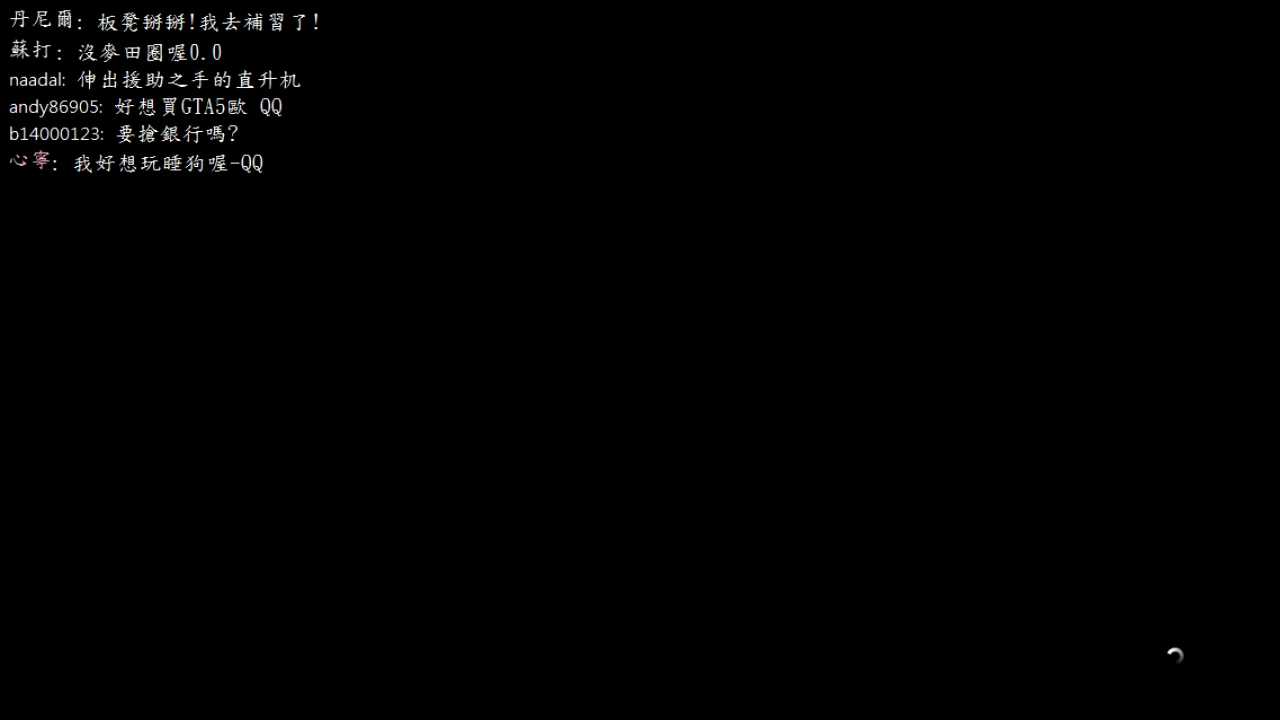 丹尼爾: 板凳掰掰!我去補習了!
蘇打: 沒麥田圈喔0.0
naadal: 伸出援助之手的直升机
andy86905: 好想買GTA5歐 QQ
b14000123: 要搶銀行嗎?
心寧: 我好想玩睡狗喔-QQ